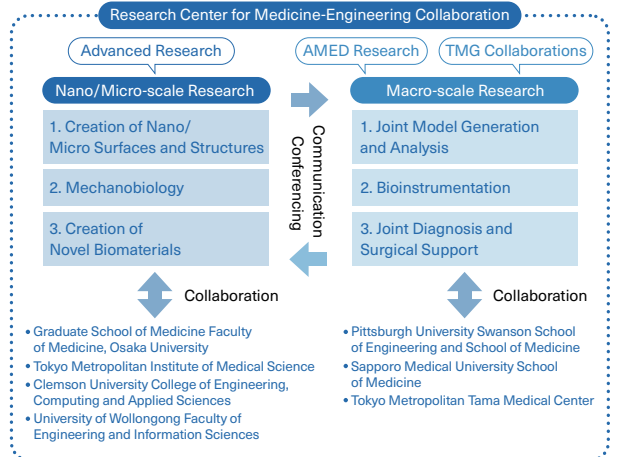 Research Center for Medicine-Engineering Collaboration
Advanced Research
AMED Research
TMG Collaborations
Nano/Micro-scale Research
Macro-scale Research
1. Creation of Nano/
Micro Surfaces and Structures
2. Mechanobiology
3. Creation of
Novel Biomaterials
Communication
Conferencing
1. Joint Model Generation
and Analysis
2. Bioinstrumentation
3. Joint Diagnosis and
Surgical Support
Collaboration
• Graduate School of Medicine Faculty
of Medicine, Osaka University
• Tokyo Metropolitan Institute of Medical Science
• Clemson University College of Engineering,
Computing and Applied Sciences
• University of Wollongong Faculty of
Engineering and Information Sciences
Collaboration
• Pittsburgh University Swanson School
of Engineering and School of Medicine
• Sapporo Medical University School
of Medicine
• Tokyo Metropolitan Tama Medical Center